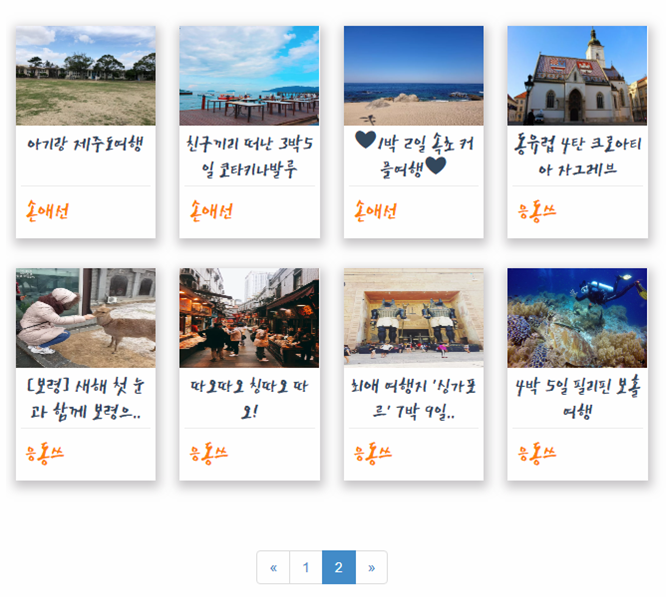 아기랑 제주도여행
손애선
친구끼리 떠난 3박5
일 코타키나발루
손애선
♥1박 2일 속초 커
플여행♥
손애선
동유럽 4탄 크로아티
아 자그레브
응동쓰
[보령] 새해 첫 눈
과 함께 보령으..
응동쓰
따오따오 칭따오 따
오!
응동쓰
최애 여행지 '싱가포
르' 7박 9일..
응동쓰
4박 5일 필리핀 보홀
여행
응동쓰
« 1 2 »